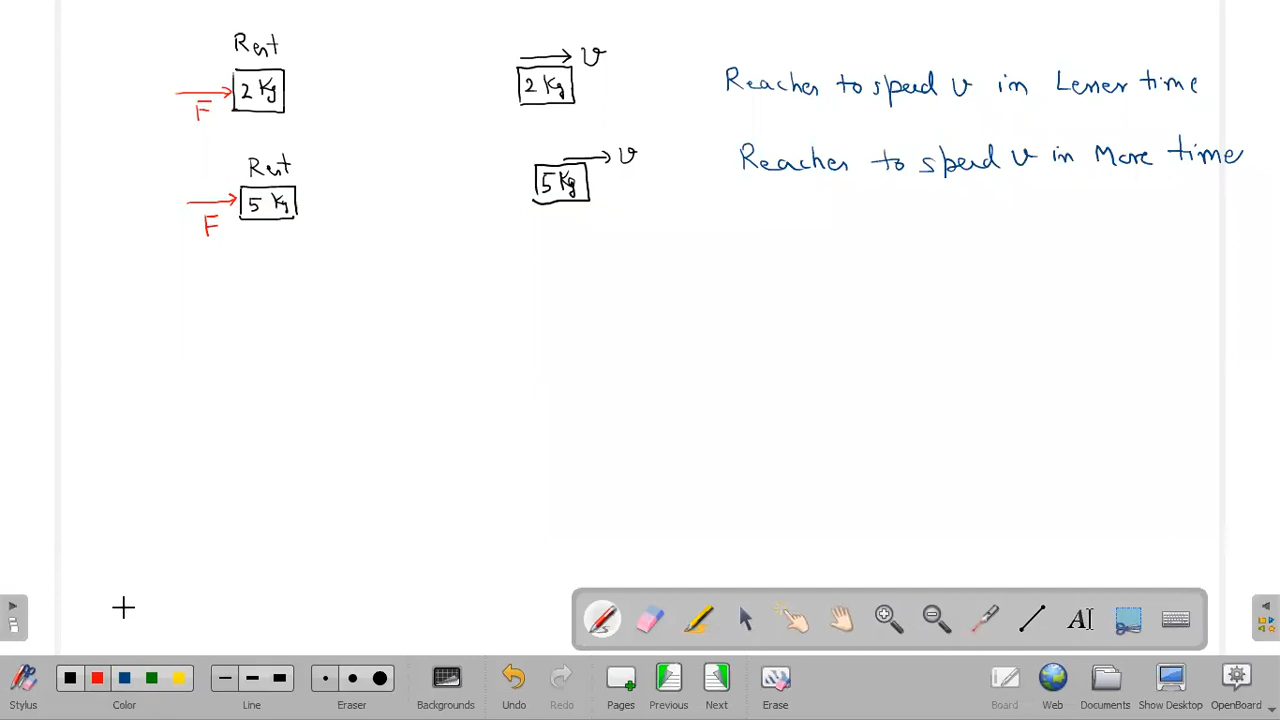 Rest
F
2 Kg
v
2 Kg
Reaches to speed v in Lesser time
Rest
F
5 Kg
v
5 Kg
Reaches to speed v in More time
Stylus
Color
Line
Eraser
Backgrounds
Undo
Redo
Pages
Previous
Next
Erase
Board
Web
Documents
Show Desktop
OpenBoard